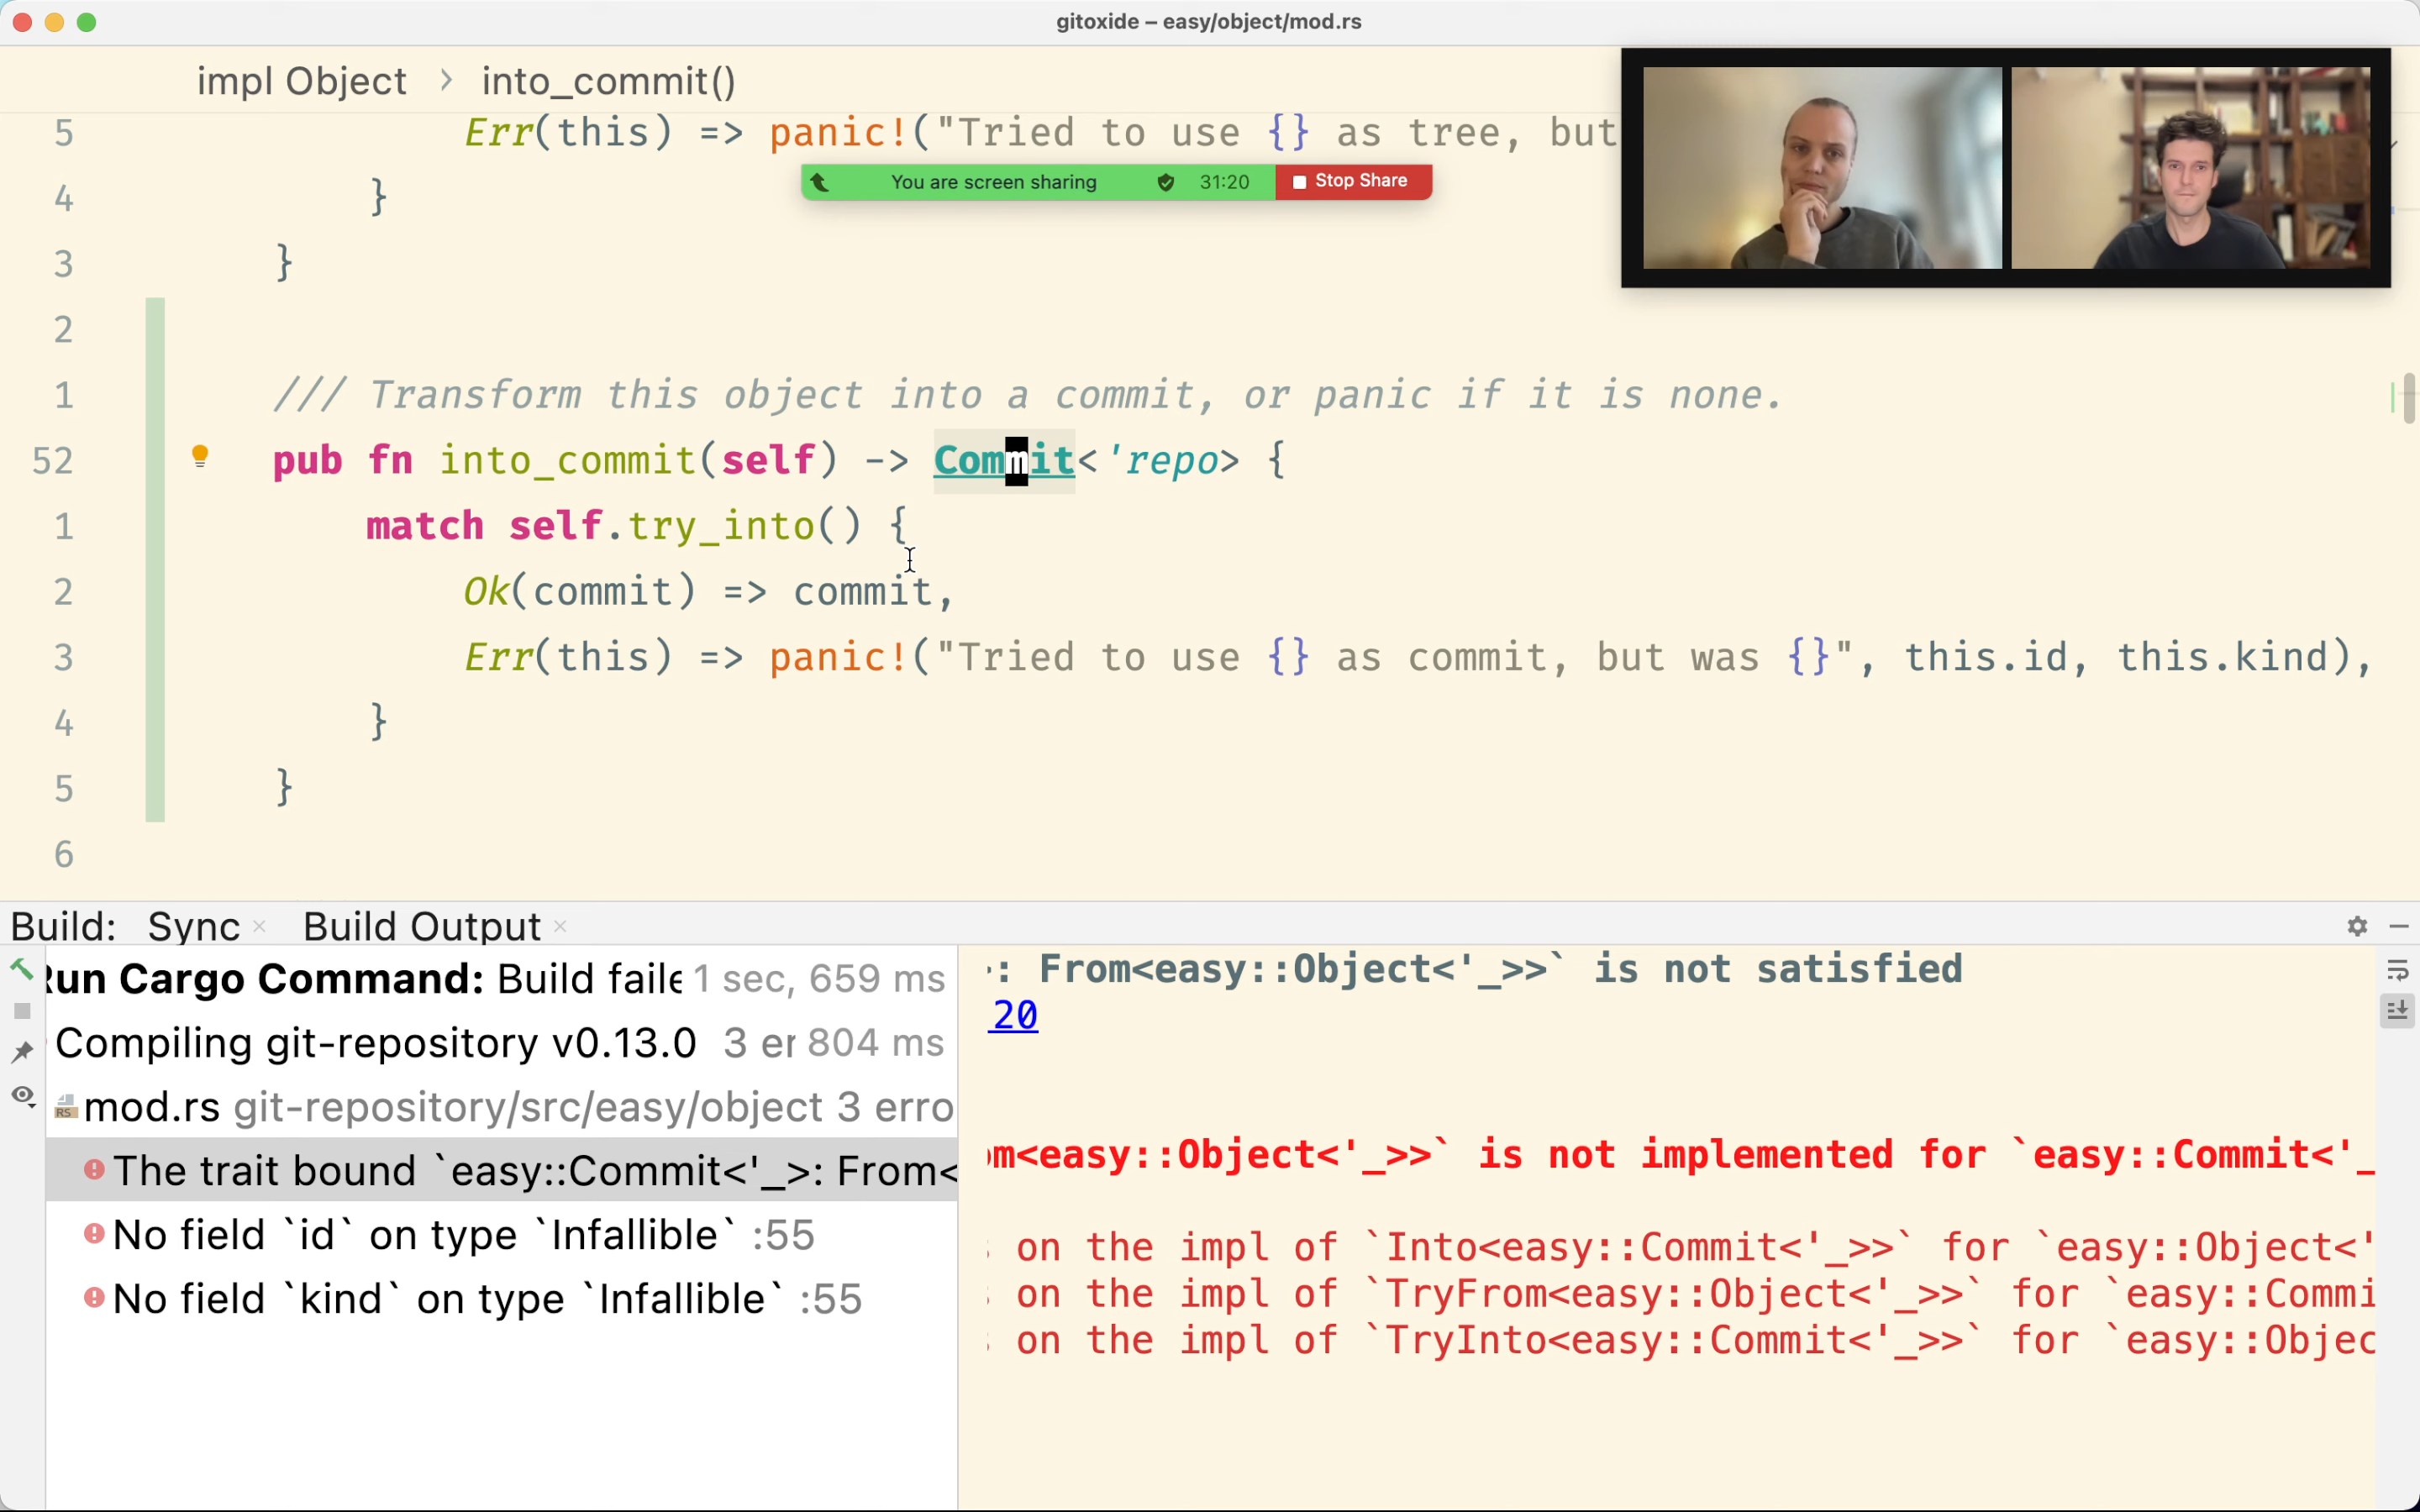 gitoxide – easy/object/mod.rs
impl Object › into_commit()
5 Err(this) => panic!("Tried to use {} as tree, but
You are screen sharing 31:20 Stop Share
4 }
3 }
2
1 /// Transform this object into a commit, or panic if it is none.
52 pub fn into_commit(self) -> Commit<'repo> {
1 match self.try_into() {
2 Ok(commit) => commit,
3 Err(this) => panic!("Tried to use {} as commit, but was {}", this.id, this.kind),
4 }
5 }
6
Build: Sync × Build Output ×
Run Cargo Command: Build faile 1 sec, 659 ms
Compiling git-repository v0.13.0 3 er 804 ms
RS mod.rs git-repository/src/easy/object 3 erro
The trait bound `easy::Commit<'_>: From<
No field `id` on type `Infallible` :55
No field `kind` on type `Infallible` :55
: From<easy::Object<'_>>` is not satisfied
20
m<easy::Object<'_>>` is not implemented for `easy::Commit<'_
on the impl of `Into<easy::Commit<'_>>` for `easy::Object<'
on the impl of `TryFrom<easy::Object<'_>>` for `easy::Commi
on the impl of `TryInto<easy::Commit<'_>>` for `easy::Objec